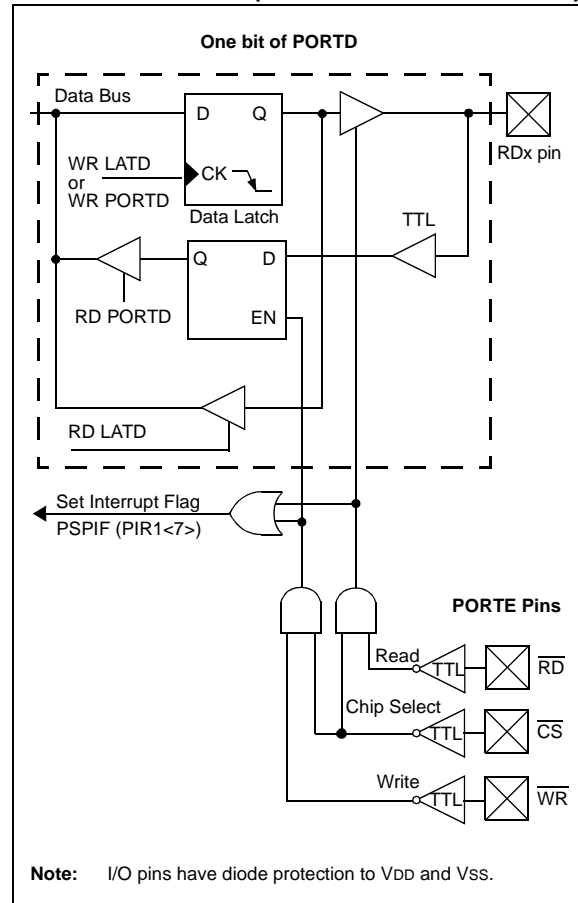 One bit of PORTD
Data Bus
D Q
RDx pin
WR LATD
or
WR PORTD
CK
Data Latch
TTL
Q D
RD PORTD
EN
RD LATD
Set Interrupt Flag
PSPIF (PIR1<7>)
PORTE Pins
Read
TTL
RD
Chip Select
TTL
CS
Write
TTL
WR
Note: I/O pins have diode protection to VDD and VSS.